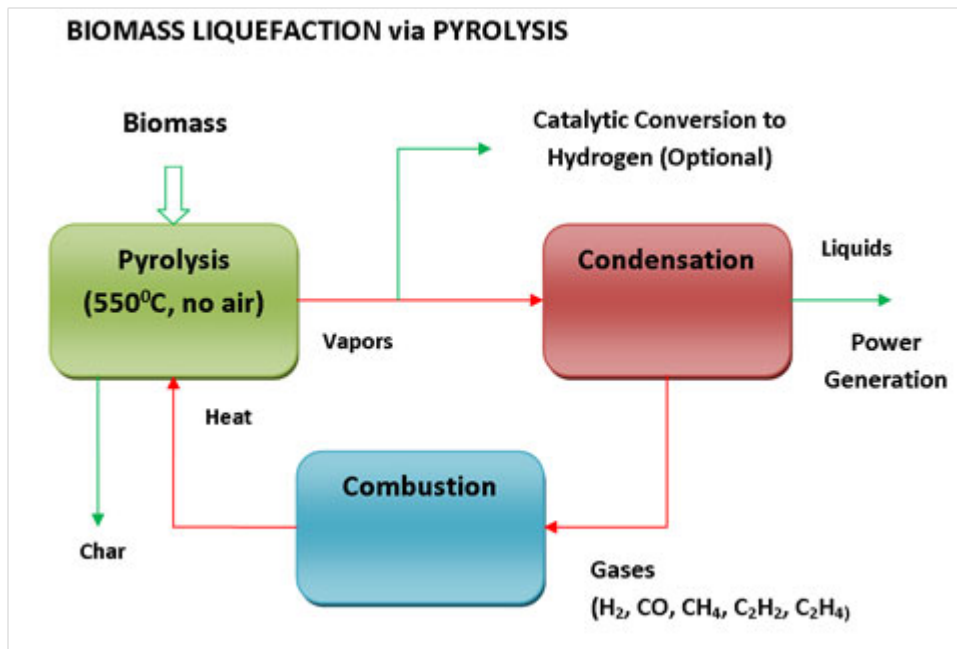 BIOMASS LIQUEFACTION via PYROLYSIS
Biomass
Catalytic Conversion to
Hydrogen (Optional)
Pyrolysis
(550⁰C, no air)
Condensation
Liquids
Vapors
Power
Generation
Heat
Combustion
Char
Gases
(H₂, CO, CH₄, C₂H₂, C₂H₄)